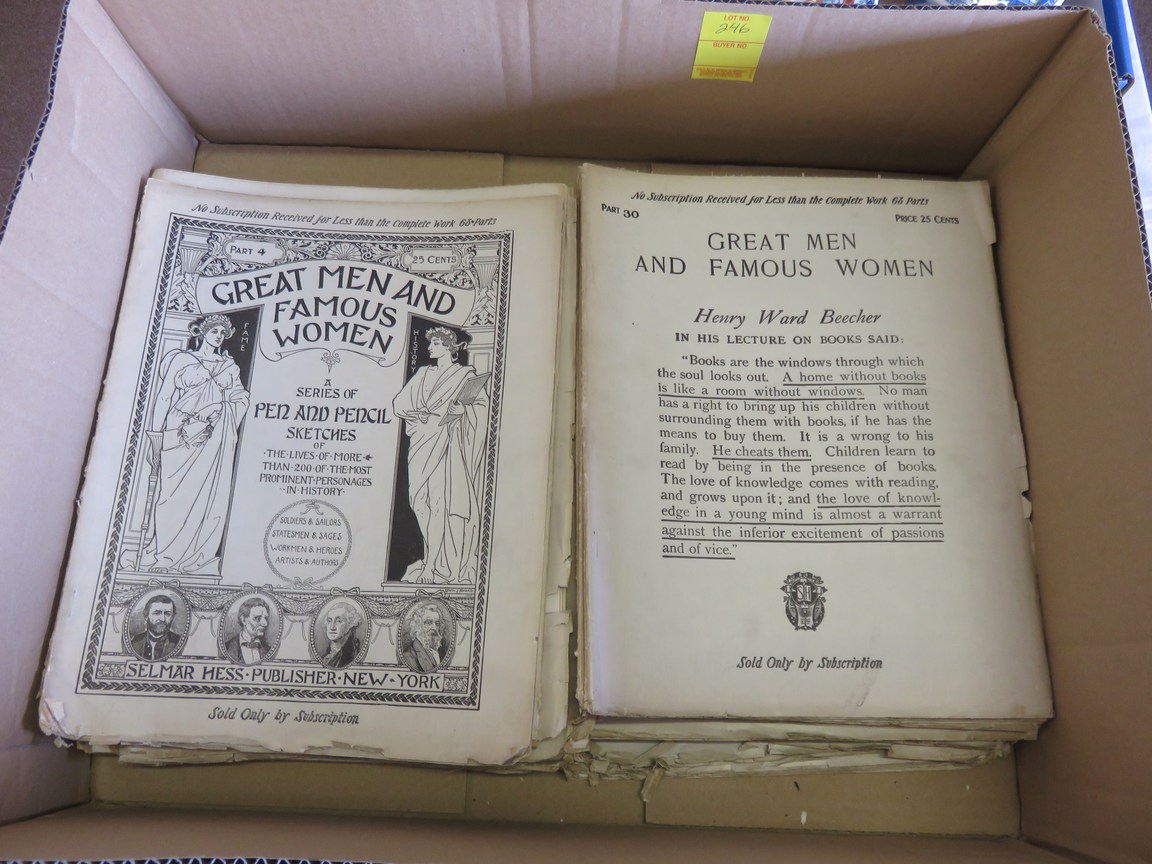 LOT NO.
246
BUYER NO.
No Subscription Received for Less than the Complete Work 68 Parts
PART 4
25 CENTS
GREAT MEN AND
FAMOUS
WOMEN
FAME
HISTORY
A
SERIES OF
PEN AND PENCIL
SKETCHES
OF
·THE·LIVES·OF·MORE·
THAN·200·OF·THE·MOST
PROMINENT·PERSONAGES
·IN·HISTORY·
SOLDIERS & SAILORS
STATESMEN & SAGES
WORKMEN & HEROES
ARTISTS & AUTHORS
SELMAR HESS·PUBLISHER·NEW·YORK
Sold Only by Subscription
No Subscription Received for Less than the Complete Work 68 Parts
PART 30
PRICE 25 CENTS
GREAT MEN
AND FAMOUS WOMEN
Henry Ward Beecher
IN HIS LECTURE ON BOOKS SAID:
"Books are the windows through which
the soul looks out. A home without books
is like a room without windows. No man
has a right to bring up his children without
surrounding them with books, if he has the
means to buy them. It is a wrong to his
family. He cheats them. Children learn to
read by being in the presence of books.
The love of knowledge comes with reading,
and grows upon it; and the love of knowl-
edge in a young mind is almost a warrant
against the inferior excitement of passions
and of vice."
Sold Only by Subscription